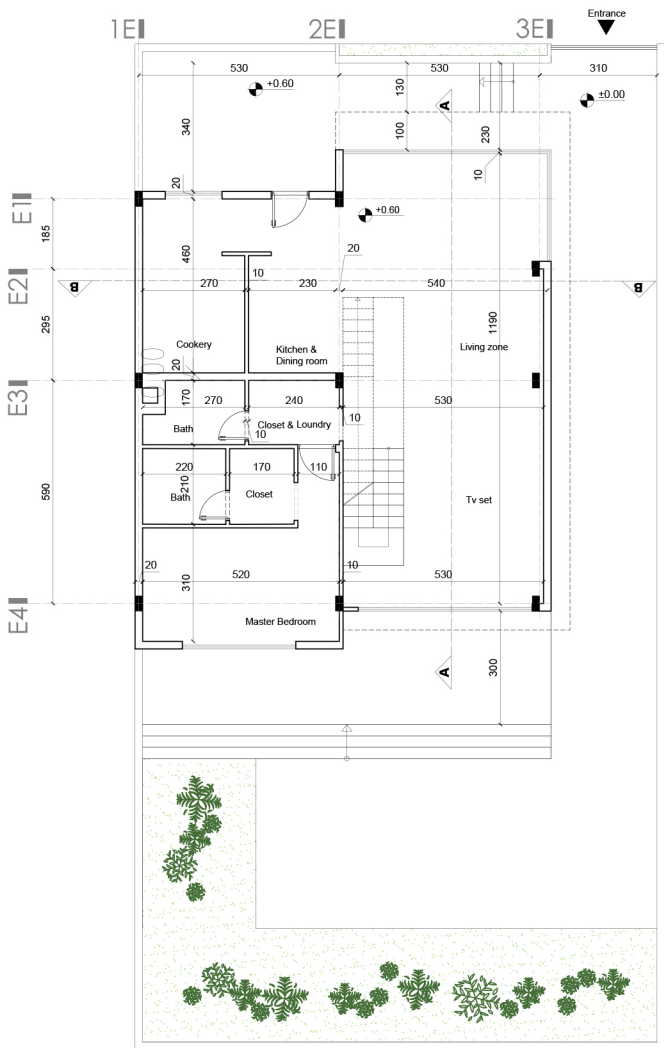 Entrance
1E
2E
3E
530
530
310
+0.60
±0.00
130
A
340
100
230
20
10
E1
+0.60
185
20
460
E2
10
B
270
230
540
B
1190
295
Cookery
Kitchen &
Dining room
Living zone
20
E3
170
270
240
530
10
Bath
Closet & Loundry
10
220
170
110
210
590
Bath
Closet
Tv set
20
10
520
530
310
E4
Master Bedroom
A
300